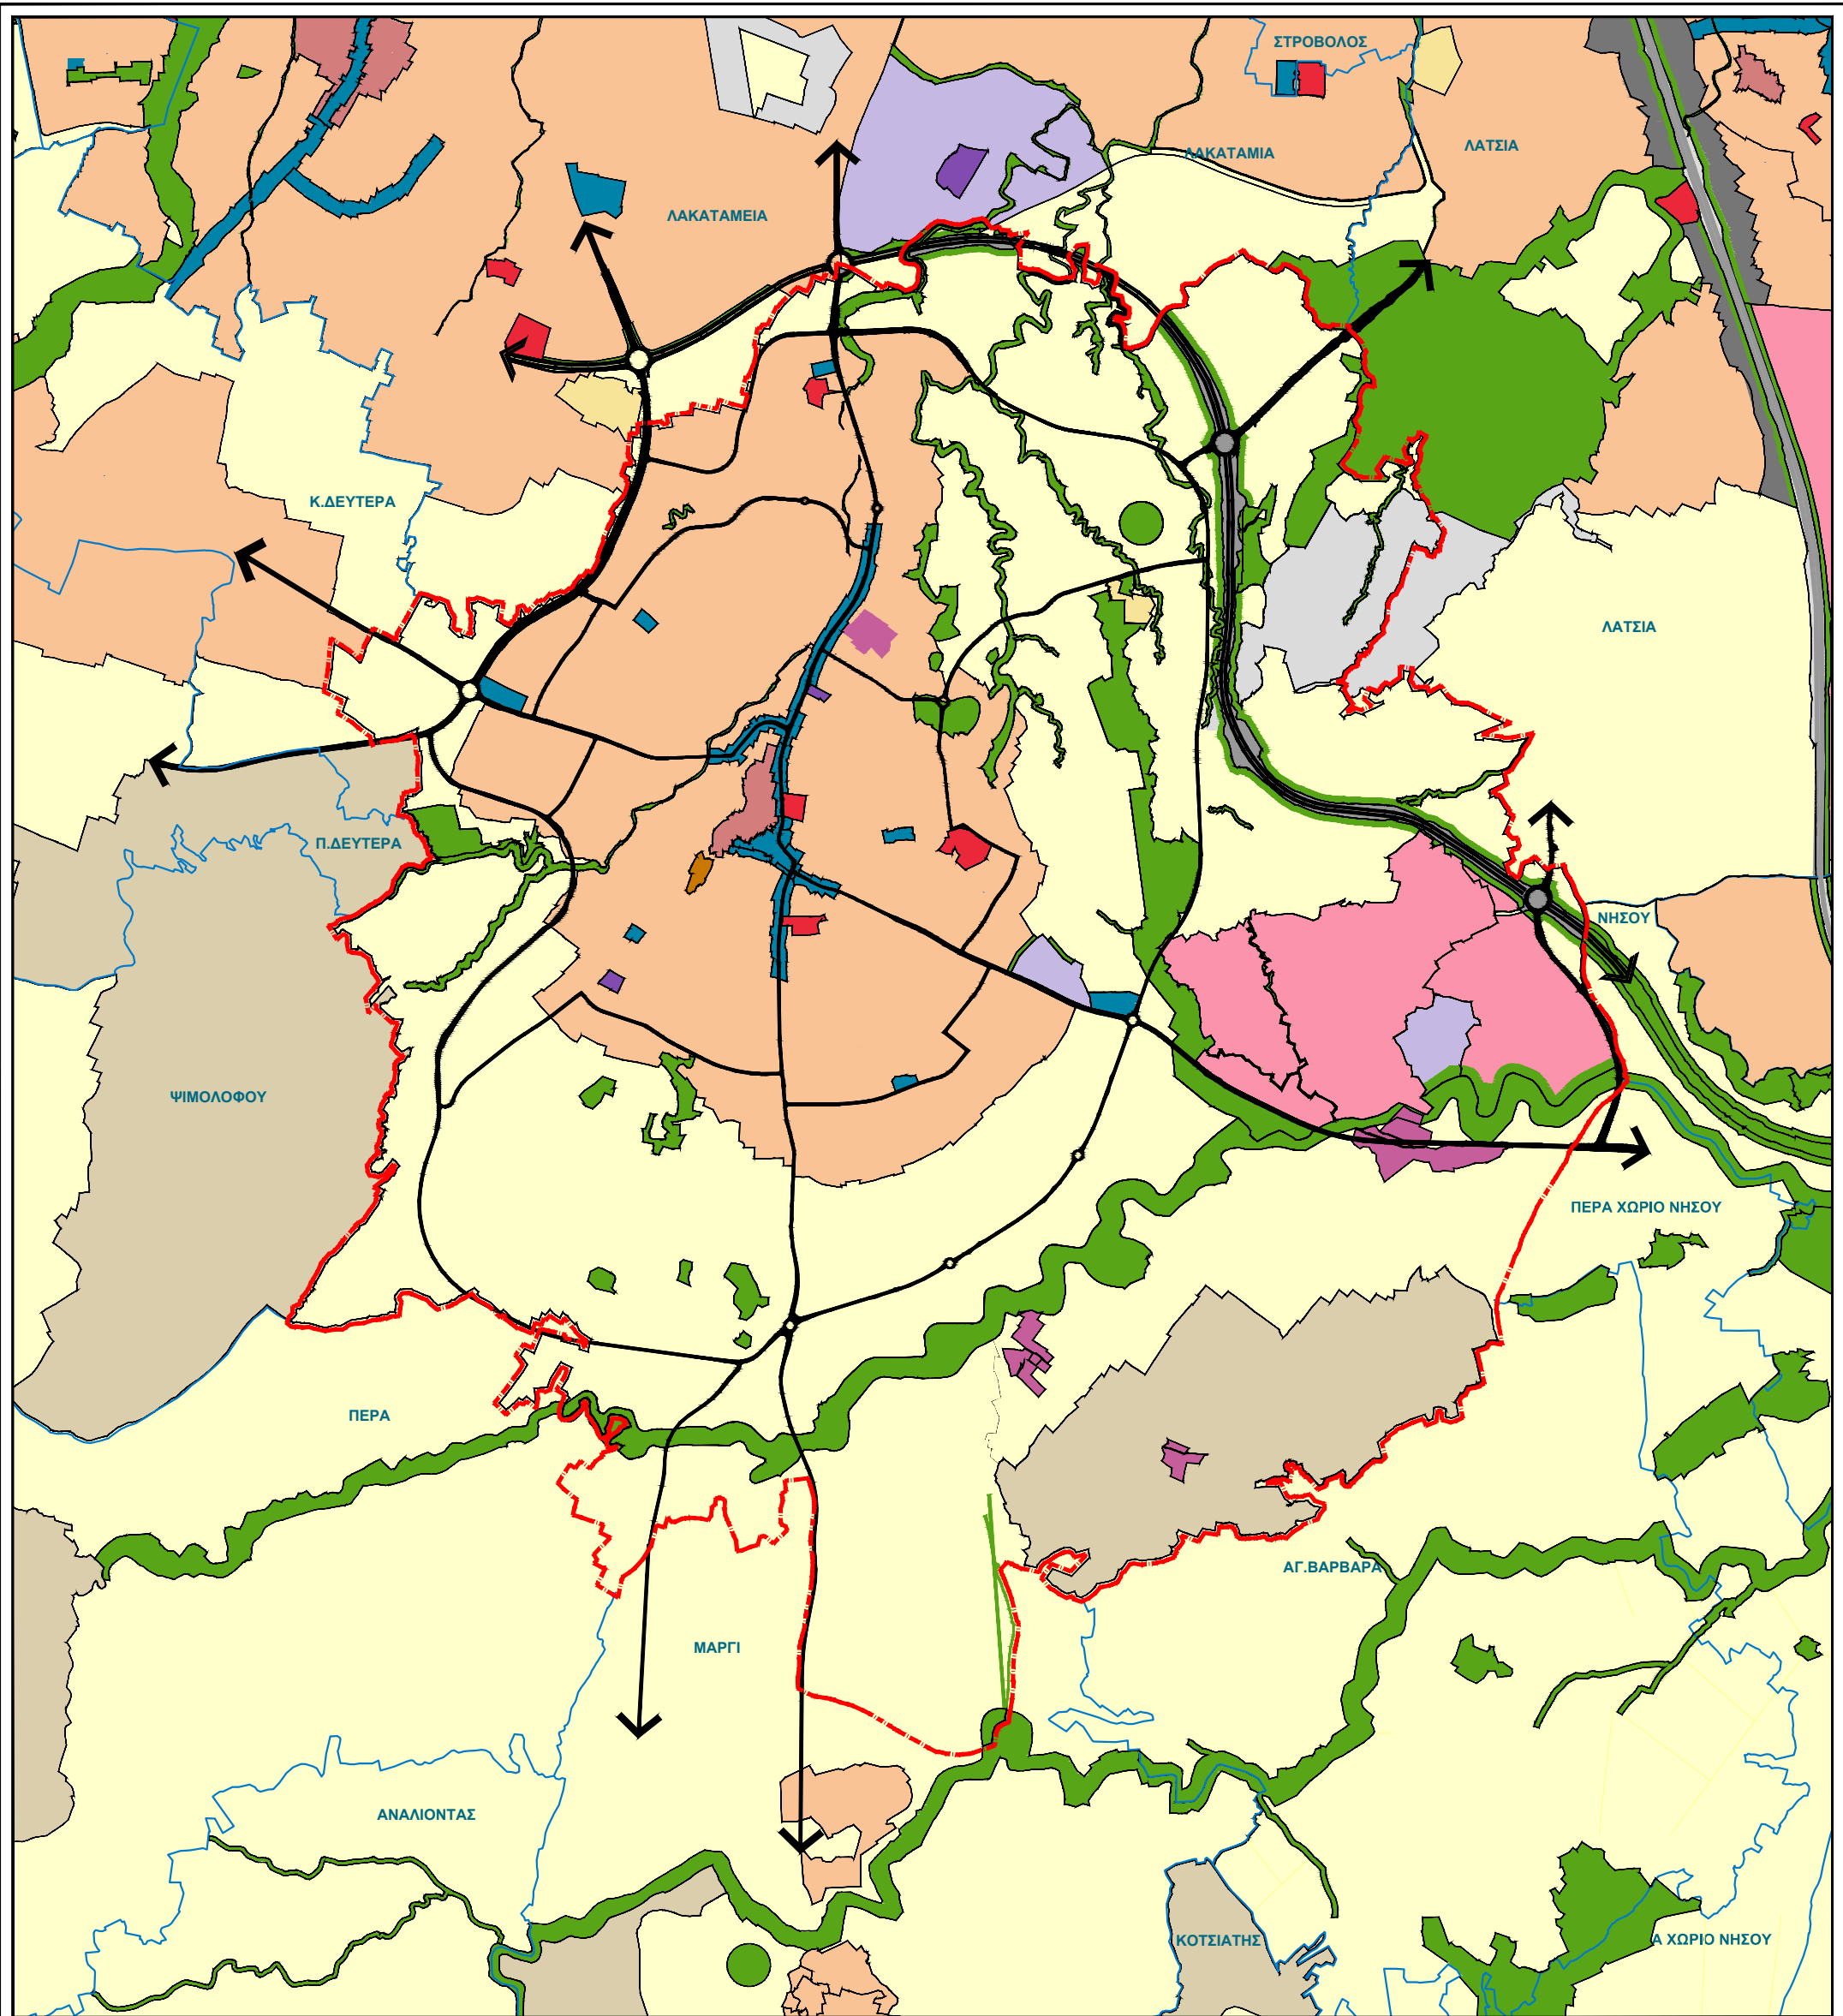 ΣΤΡΟΒΟΛΟΣ
ΛΑΚΑΤΑΜΙΑ
ΛΑΤΣΙΑ
ΛΑΚΑΤΑΜΕΙΑ
Κ.ΔΕΥΤΕΡΑ
ΛΑΤΣΙΑ
Π.ΔΕΥΤΕΡΑ
ΝΗΣΟΥ
ΨΙΜΟΛΟΦΟΥ
ΠΕΡΑ ΧΩΡΙΟ ΝΗΣΟΥ
ΠΕΡΑ
ΑΓ.ΒΑΡΒΑΡΑ
ΜΑΡΓΙ
ΑΝΑΛΙΟΝΤΑΣ
ΚΟΤΣΙΑΤΗΣ
Α ΧΩΡΙΟ ΝΗΣΟΥ